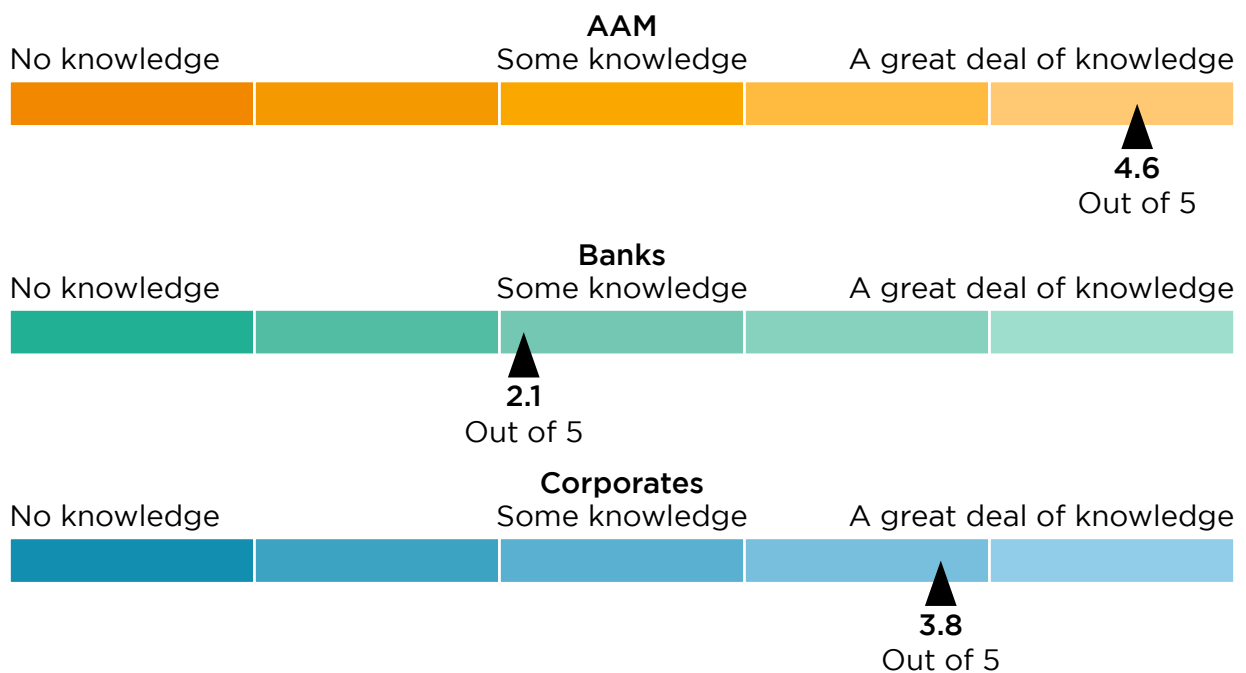 AAM
No knowledge Some knowledge A great deal of knowledge
4.6
Out of 5
Banks
No knowledge Some knowledge A great deal of knowledge
2.1
Out of 5
Corporates
No knowledge Some knowledge A great deal of knowledge
3.8
Out of 5